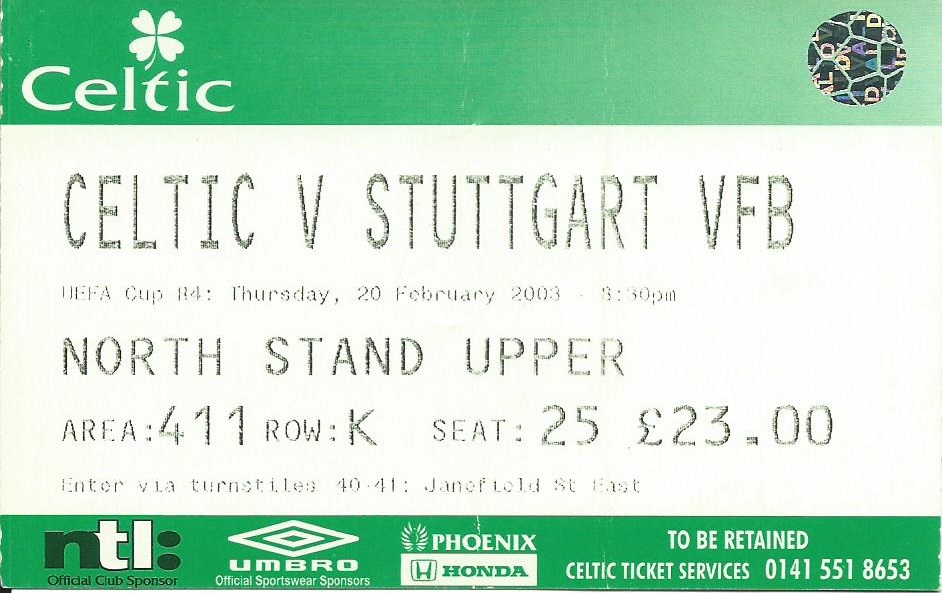 Celtic
CELTIC V STUTTGART VFB
UEFA Cup R4: Thursday, 20 February 2003 - 8:30pm
NORTH STAND UPPER
AREA:411 ROW:K SEAT: 25 £23.00
Enter via turnstiles 40-41: Janefield St East
ntl:
Official Club Sponsor
UMBRO
Official Sportswear Sponsors
PHOENIX
HONDA
TO BE RETAINED
CELTIC TICKET SERVICES 0141 551 8653